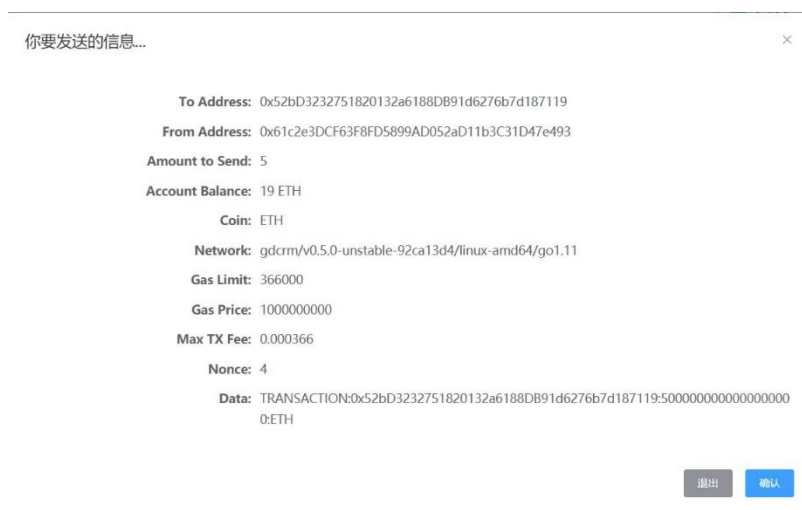 你要发送的信息...
×
To Address: 0x52bD3232751820132a6188DB91d6276b7d187119
From Address: 0x61c2e3DCF63F8FD5899AD052aD11b3C31D47e493
Amount to Send: 5
Account Balance: 19 ETH
Coin: ETH
Network: gdcrm/v0.5.0-unstable-92ca13d4/linux-amd64/go1.11
Gas Limit: 366000
Gas Price: 1000000000
Max TX Fee: 0.000366
Nonce: 4
Data: TRANSACTION:0x52bD3232751820132a6188DB91d6276b7d187119:500000000000000000
0:ETH
退出 确认